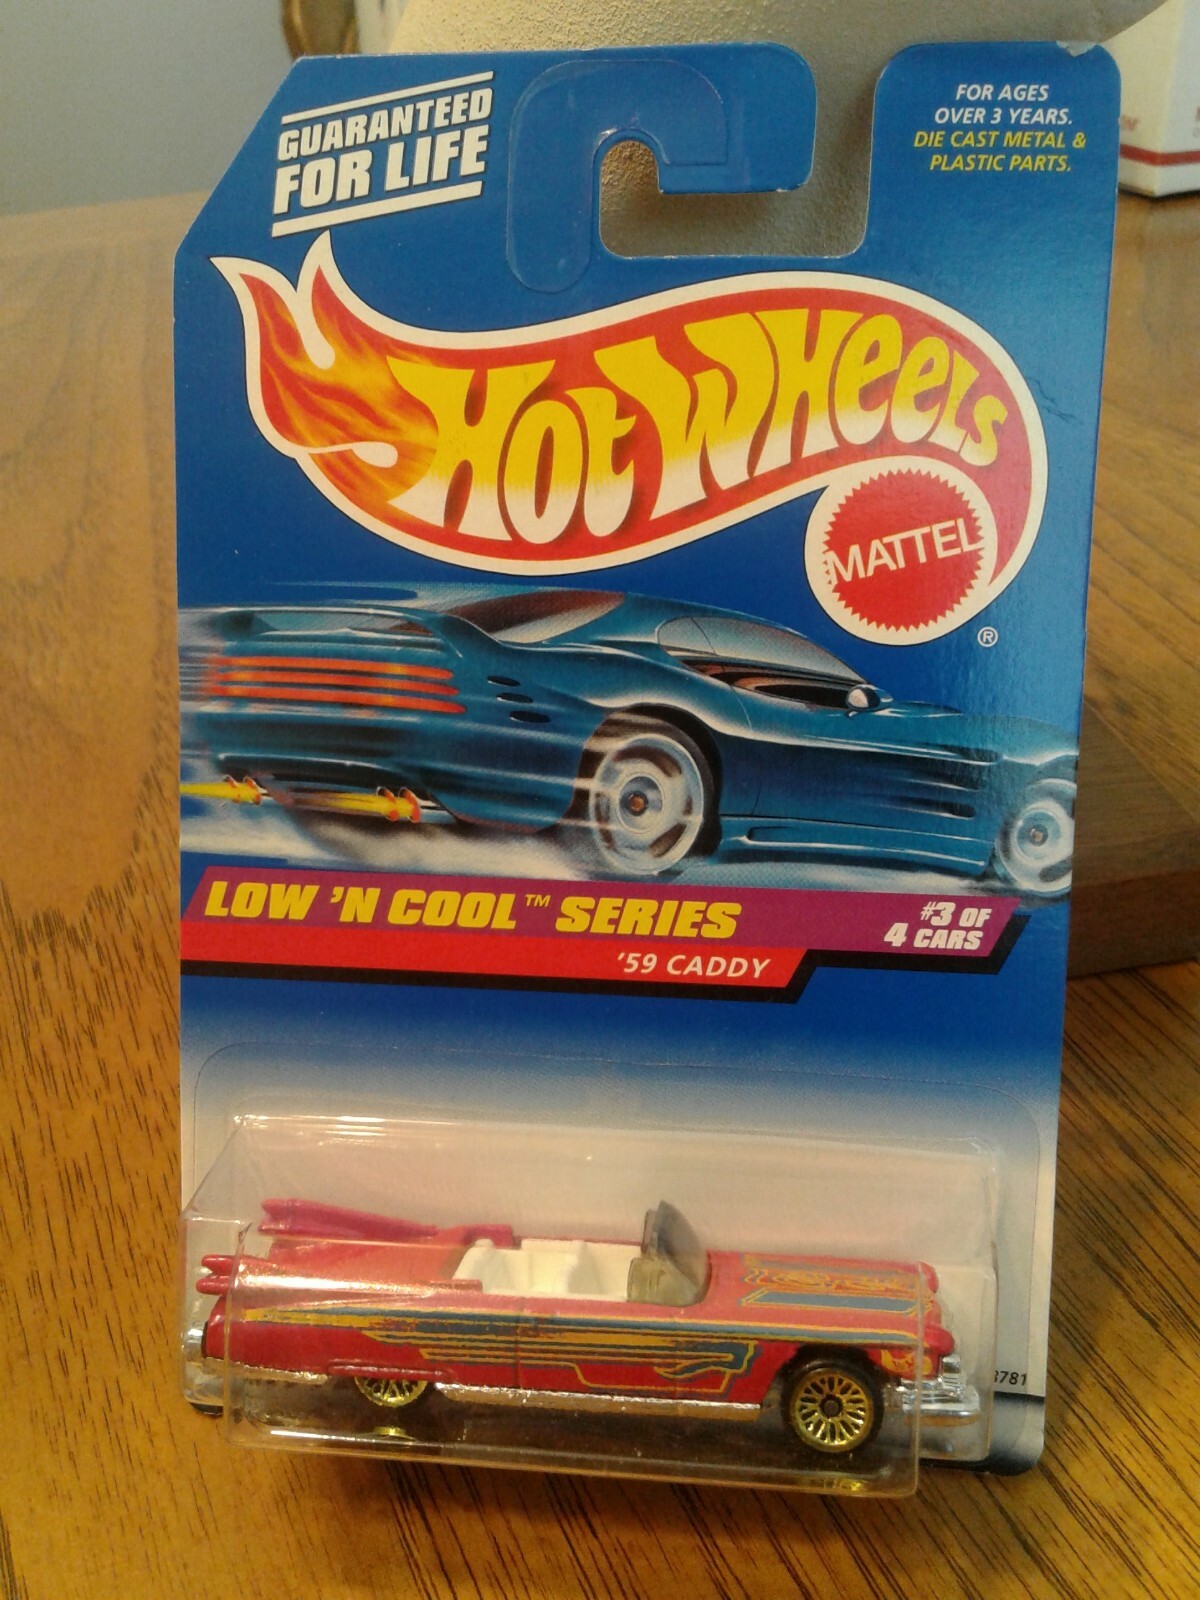 GUARANTEED
FOR LIFE
FOR AGES
OVER 3 YEARS.
DIE CAST METAL &
PLASTIC PARTS.
HOT WHEELS
MATTEL
®
LOW 'N COOL™ SERIES
#3 OF
4 CARS
'59 CADDY
3781